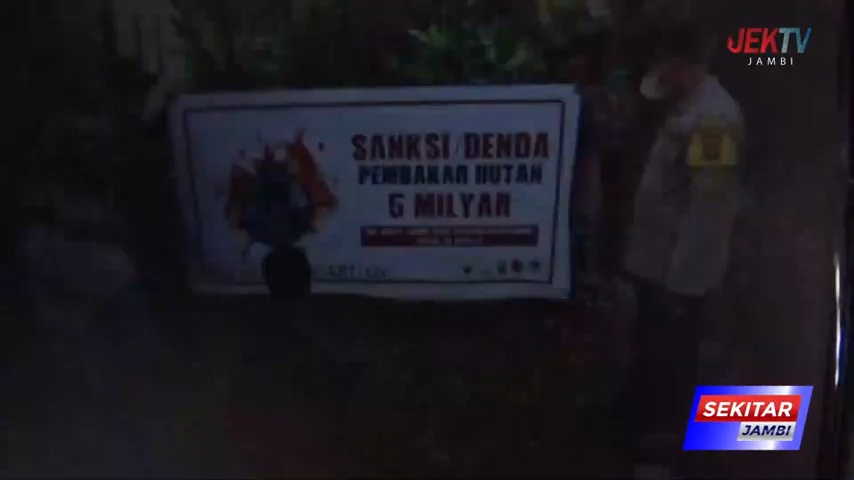 JEKTV
JAMBI
SANKSI/DENDA
PEMBAKAR HUTAN
5 MILYAR
SEKITAR
JAMBI